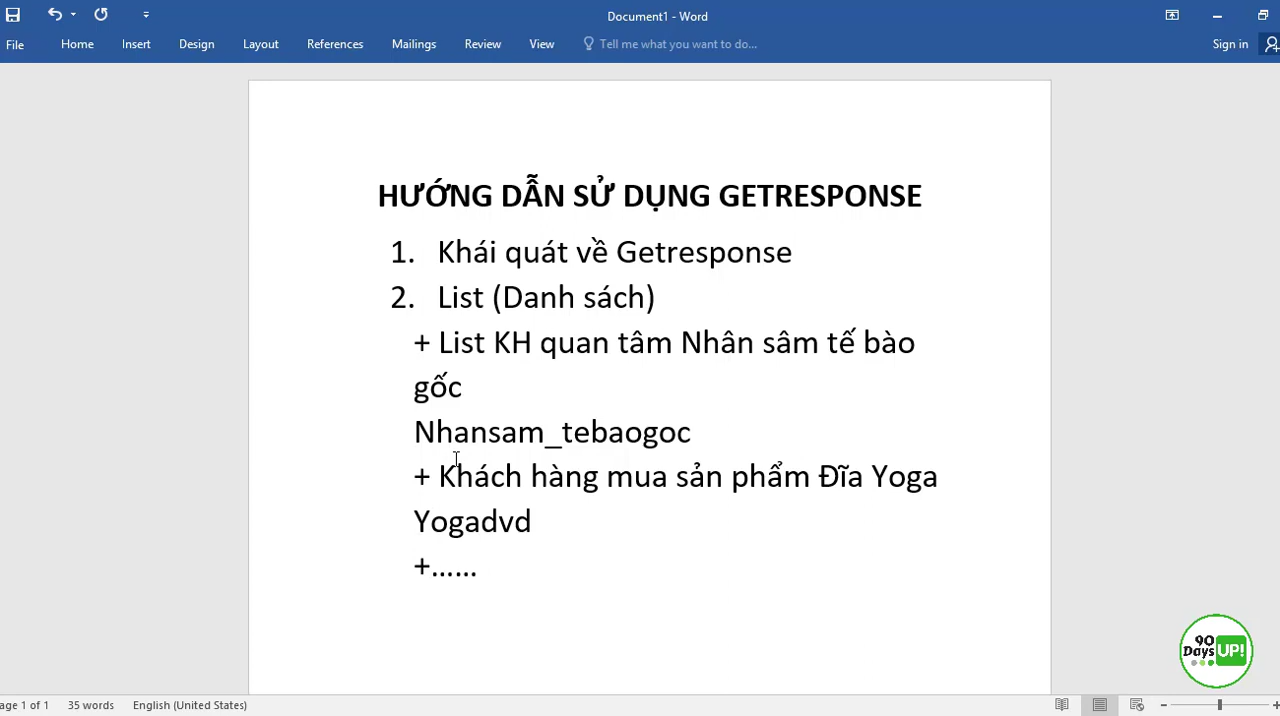 Document1 - Word
File Home Insert Design Layout References Mailings Review View Tell me what you want to do... Sign in
HƯỚNG DẪN SỬ DỤNG GETRESPONSE
1. Khái quát về Getresponse
2. List (Danh sách)
+ List KH quan tâm Nhân sâm tế bào
gốc
Nhansam_tebaogoc
+ Khách hàng mua sản phẩm Đĩa Yoga
Yogadvd
+......
90
Days UP!
age 1 of 1 35 words English (United States)